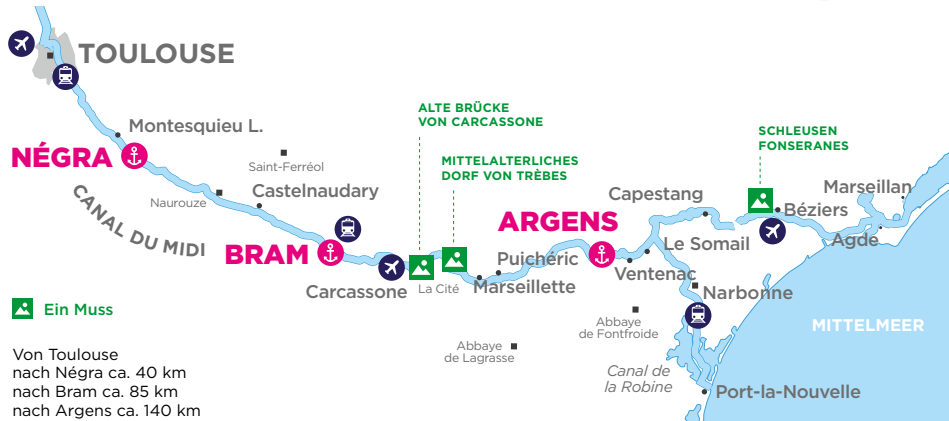 TOULOUSE
Montesquieu L.
NÉGRA
Saint-Ferréol
Naurouze
Castelnaudary
CANAL DU MIDI
BRAM
ALTE BRÜCKE
VON CARCASSONE
MITTELALTERLICHES
DORF VON TRÈBES
Carcassone
La Cité
Marseillette
Puichéric
ARGENS
Ventenac
Le Somail
Capestang
SCHLEUSEN
FONSERANES
Béziers
Marseillan
Agde
Narbonne
MITTELMEER
Abbaye
de Fontfroide
Abbaye
de Lagrasse
Canal de
la Robine
Port-la-Nouvelle
Ein Muss
Von Toulouse
nach Négra ca. 40 km
nach Bram ca. 85 km
nach Argens ca. 140 km